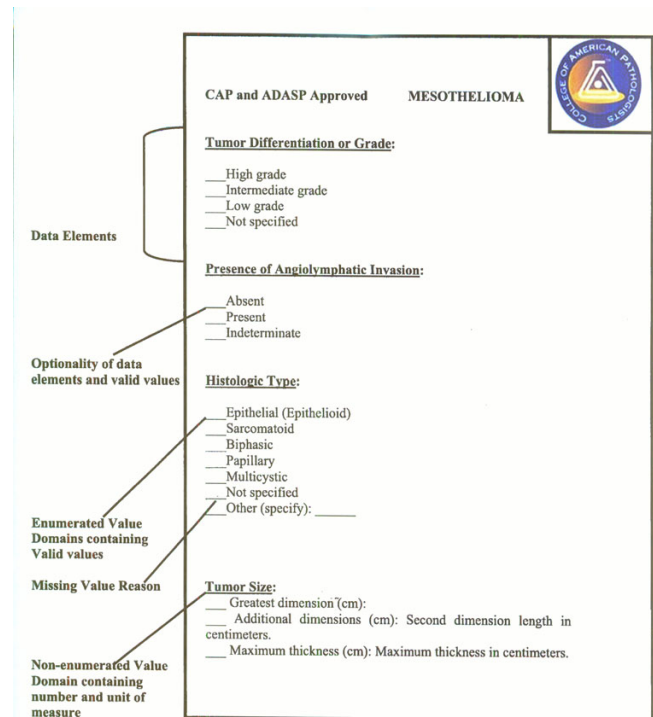 COLLEGE OF AMERICAN PATHOLOGISTS
CAP and ADASP Approved MESOTHELIOMA
Tumor Differentiation or Grade:
___High grade
___Intermediate grade
___Low grade
___Not specified
Data Elements
Presence of Angiolymphatic Invasion:
___Absent
___Present
___Indeterminate
Optionality of data
elements and valid values
Histologic Type:
___Epithelial (Epithelioid)
___Sarcomatoid
___Biphasic
___Papillary
___Multicystic
___Not specified
___Other (specify): ______
Enumerated Value
Domains containing
Valid values
Missing Value Reason
Tumor Size:
___ Greatest dimension (cm):
___ Additional dimensions (cm): Second dimension length in
centimeters.
___ Maximum thickness (cm): Maximum thickness in centimeters.
Non-enumerated Value
Domain containing
number and unit of
measure